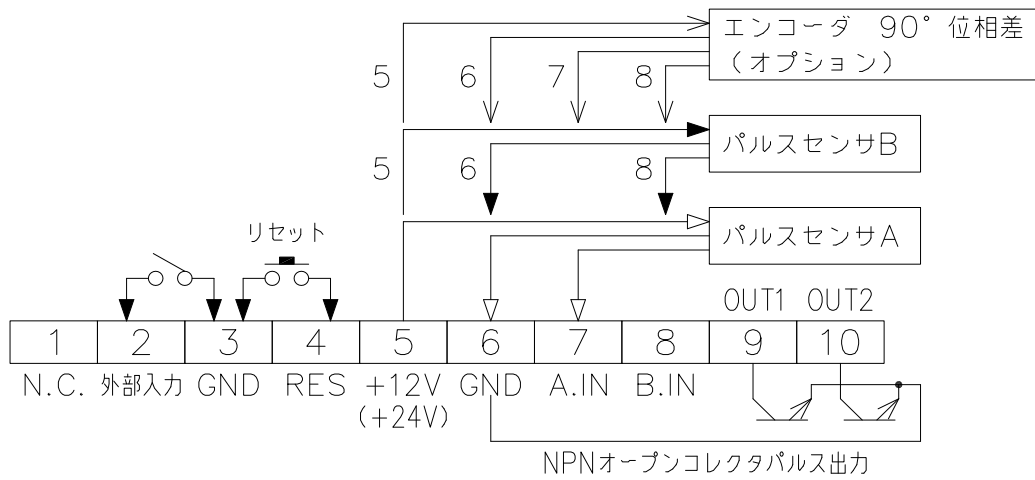 エンコーダ 90° 位相差
(オプション)
5 6 7 8
パルスセンサB
5 6 8
パルスセンサA
リセット
OUT1 OUT2
1 2 3 4 5 6 7 8 9 10
N.C. 外部入力 GND RES +12V GND A.IN B.IN
(+24V)
NPNオープンコレクタパルス出力